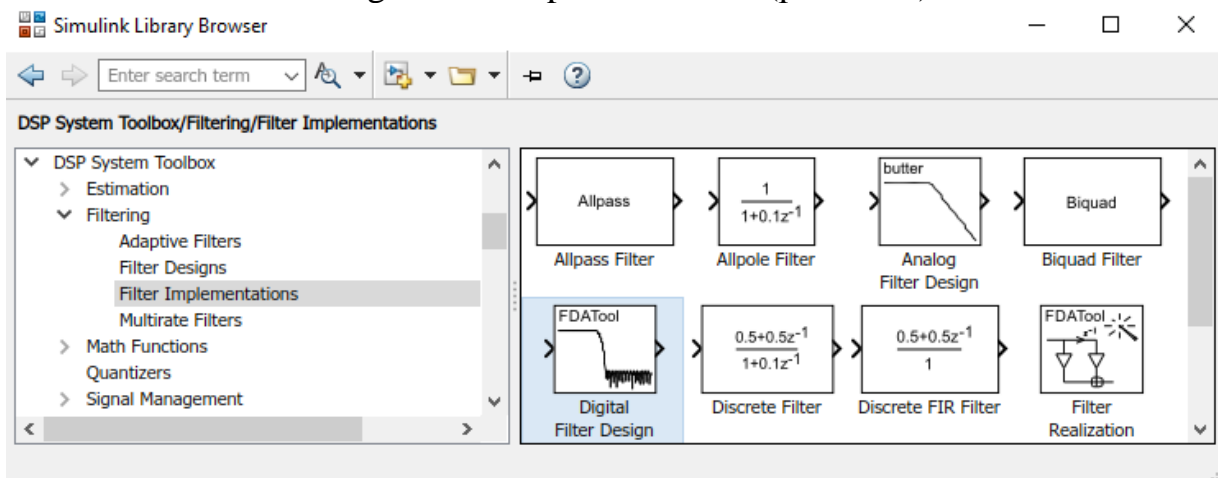 Simulink Library Browser
Enter search term
DSP System Toolbox/Filtering/Filter Implementations
DSP System Toolbox
Estimation
Filtering
Adaptive Filters
Filter Designs
Filter Implementations
Multirate Filters
Math Functions
Quantizers
Signal Management
Allpass
Allpass Filter
1
1+0.1z-1
Allpole Filter
butter
Analog
Filter Design
Biquad
Biquad Filter
FDATool
Digital
Filter Design
0.5+0.5z-1
1+0.1z-1
Discrete Filter
0.5+0.5z-1
1
Discrete FIR Filter
FDATool
z-1
Filter
Realization